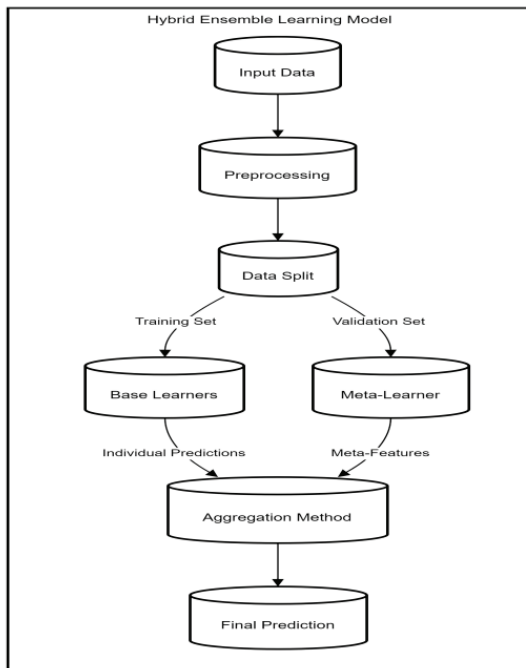 Hybrid Ensemble Learning Model
Input Data
Preprocessing
Data Split
Training Set
Validation Set
Base Learners
Meta-Learner
Individual Predictions
Meta-Features
Aggregation Method
Final Prediction